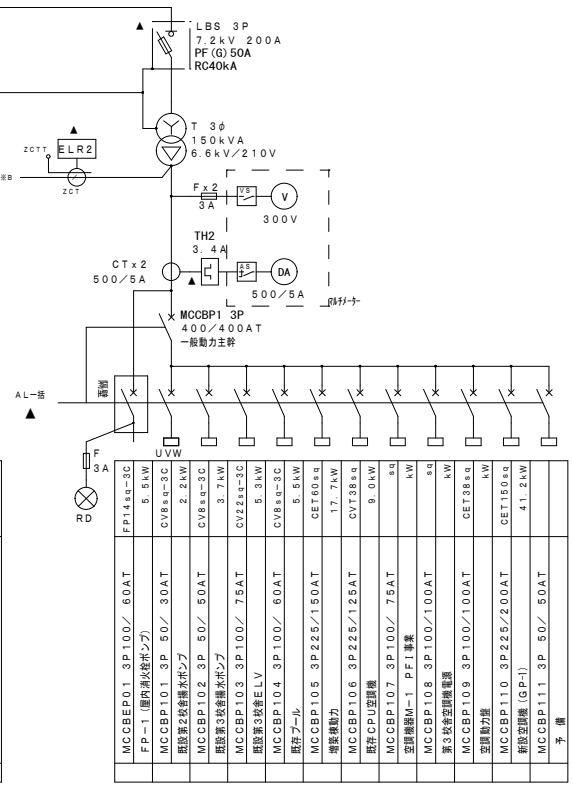 ▲
LBS 3P
7.2kV 200A
PF(G)50A
RC40kA
T 3φ
150kVA
6.6kV/210V
▲
ZCTT
ELR2
※B
ZCT
F×2
3A
VS
V
300V
TH2
3.4A
CT×2
500/5A
▲
AS
DA
500/5A
マルチメーター
MCCBP1 3P
400/400AT
一般動力主幹
AL一括
▲
F
3A
RD
UVW
FP14sq-3C
5.5kW
MCCBEP01 3P100/ 60AT
FP-1 (屋内消火栓ポンプ)
CV8sq-3C
2.2kW
MCCBP101 3P 50/ 30AT
既設第2校舎揚水ポンプ
CV8sq-3C
3.7kW
MCCBP102 3P 50/ 50AT
既設第3校舎揚水ポンプ
CV22sq-3C
5.3kW
MCCBP103 3P100/ 75AT
既設第3校舎ELV
CV8sq-3C
5.5kW
MCCBP104 3P100/ 60AT
既存プール
CET60sq
17.7kW
MCCBP105 3P225/150AT
増築棟動力
CVT38sq
9.0kW
MCCBP106 3P225/125AT
既存CPU空調機
sq
kW
MCCBP107 3P100/ 75AT
空調機器M-1 PFI事業
sq
kW
MCCBP108 3P100/100AT
第3校舎空調機電源
CET38sq
kW
MCCBP109 3P100/100AT
空調動力盤
CET150sq
41.2kW
MCCBP110 3P225/200AT
新設空調機(GP-1)
MCCBP111 3P 50/ 50AT
予備